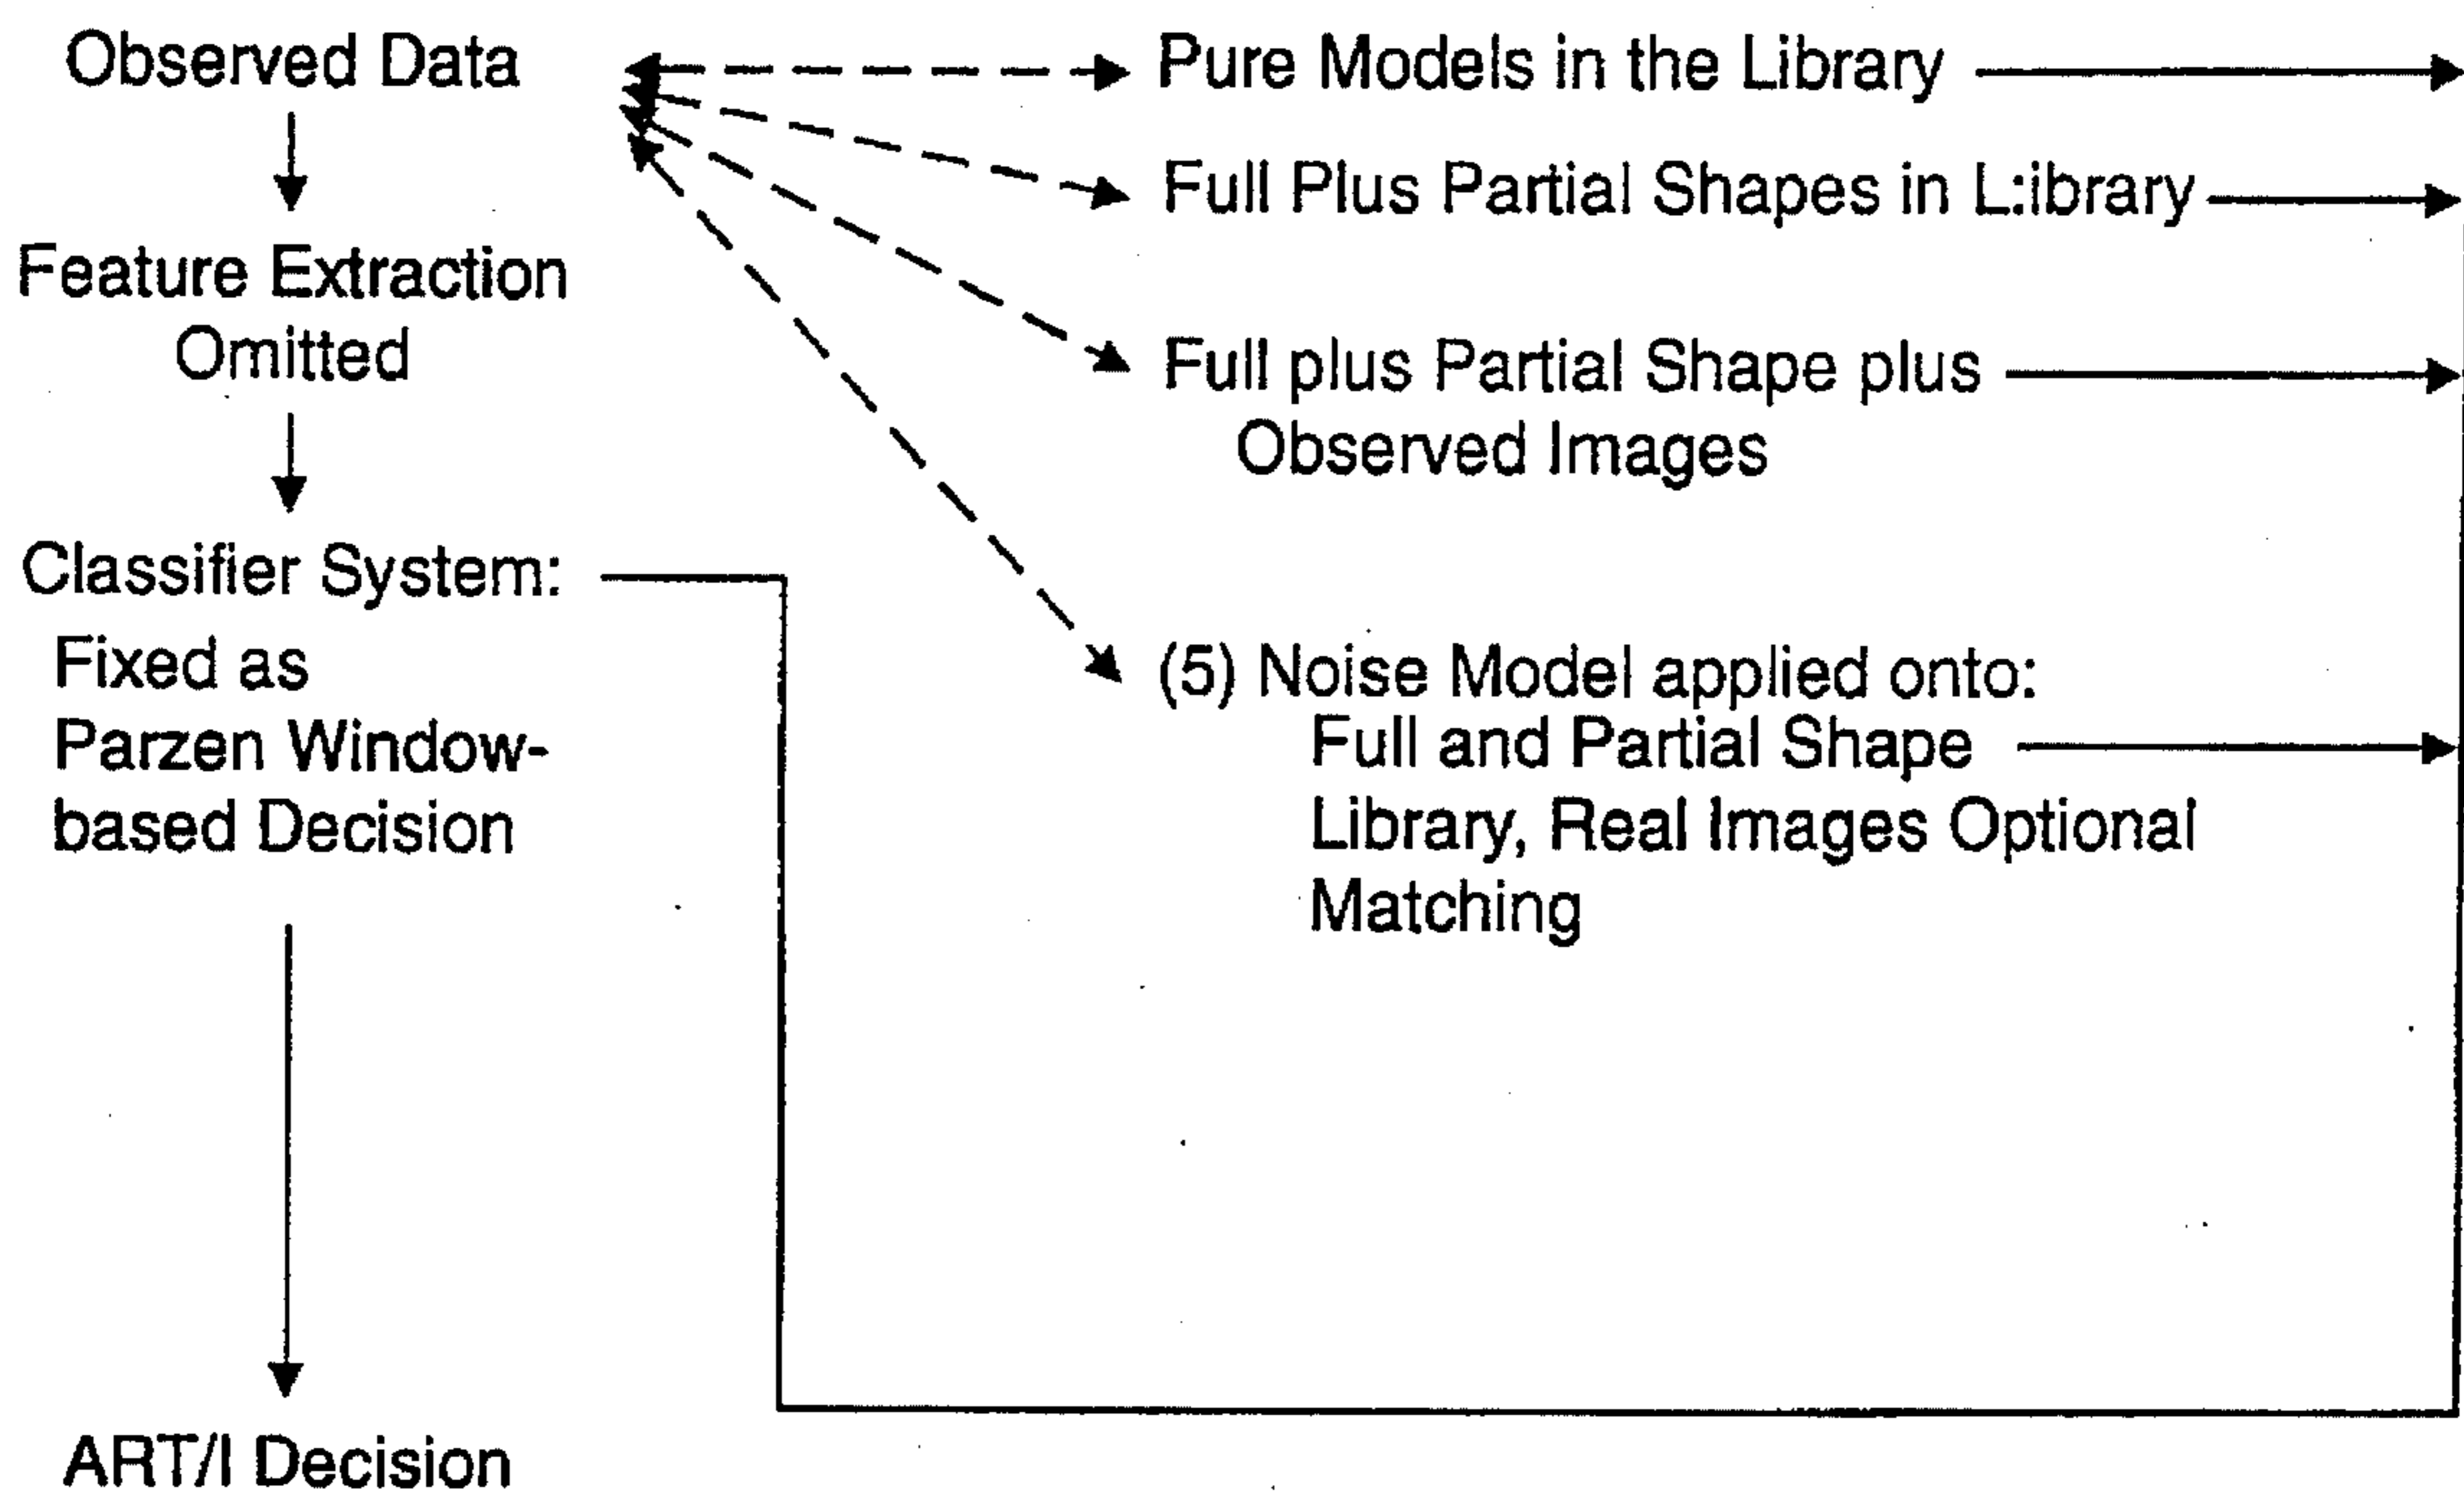 Observed Data
Feature Extraction
Omitted
Classifier System:
Fixed as
Parzen Window-
based Decision
ART/I Decision
Pure Models in the Library
Full Plus Partial Shapes in L:ibrary
Full plus Partial Shape plus
Observed Images
(5) Noise Model applied onto:
Full and Partial Shape
Library, Real Images Optional
Matching